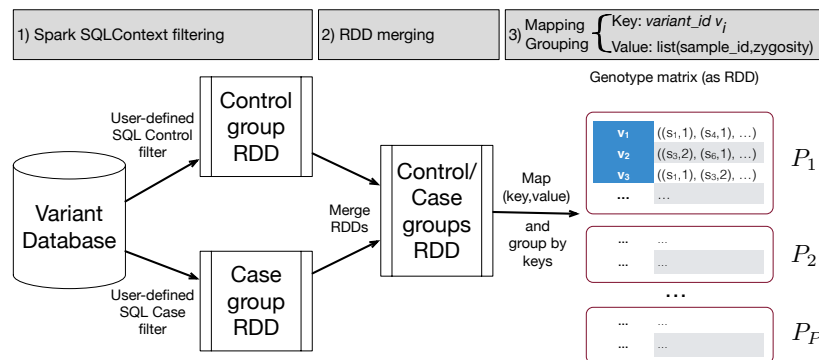 1) Spark SQLContext filtering
2) RDD merging
3) Mapping Grouping
Key: variant_id vi
Value: list(sample_id,zygosity)
Genotype matrix (as RDD)
User-defined
SQL Control
filter
Control
group
RDD
Variant
Database
User-defined
SQL Case
filter
Case
group
RDD
Merge
RDDs
Control/
Case
groups
RDD
Map
(key,value)
and
group by
keys
v₁ ((s₁,1), (s₄,1), …)
v₂ ((s₃,2), (s₆,1), …)
v₃ ((s₁,1), (s₃,2), …)
... ...
P₁
... ...
... ...
P₂
...
... ...
... ...
P_P